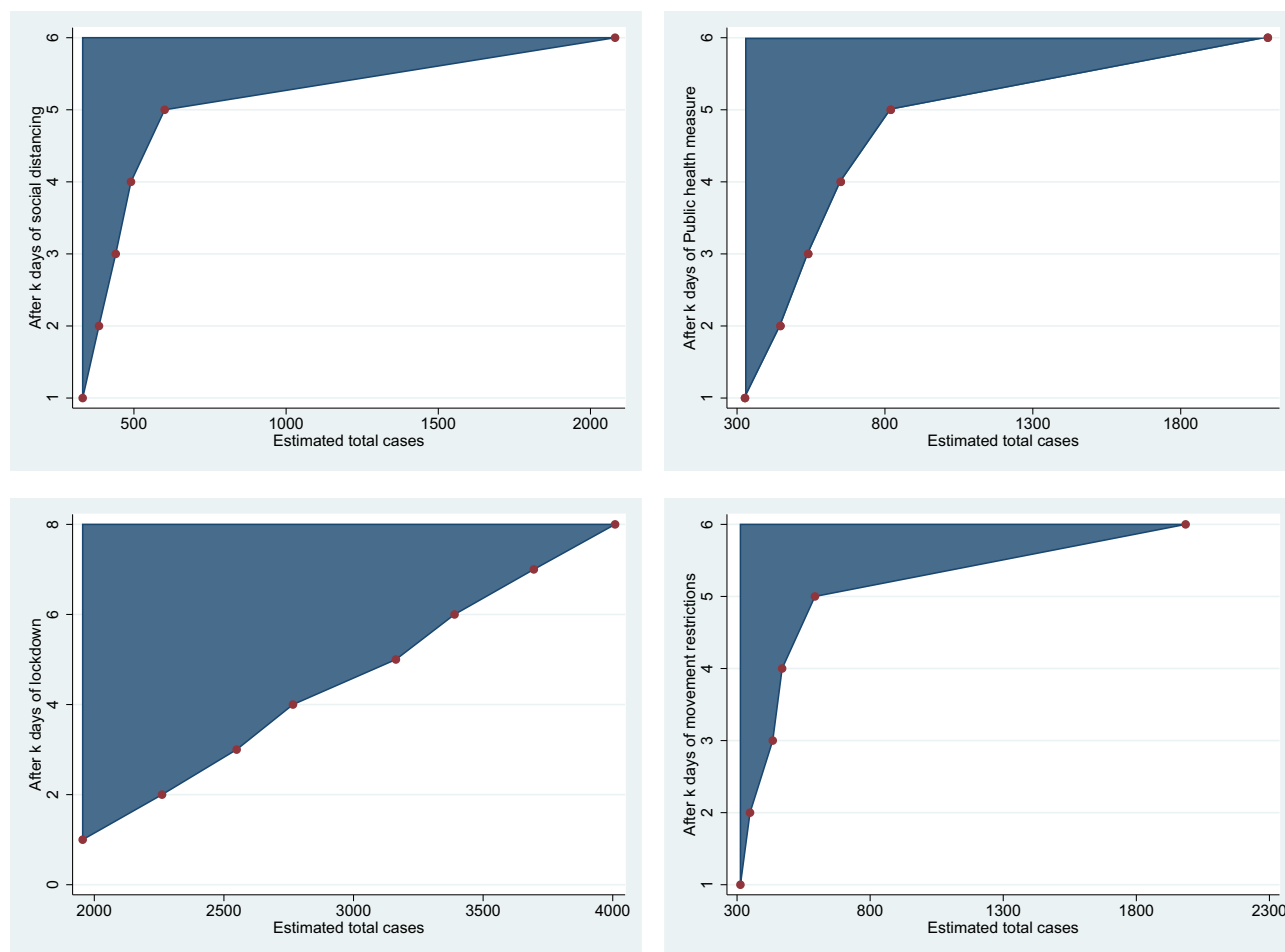 After k days of social distancing
6
5
4
3
2
1
500 1000 1500 2000
Estimated total cases
After k days of Public health measure
6
5
4
3
2
1
300 800 1300 1800
Estimated total cases
After k days of lockdown
8
6
4
2
0
2000 2500 3000 3500 4000
Estimated total cases
After k days of movement restrictions
6
5
4
3
2
1
300 800 1300 1800 2300
Estimated total cases